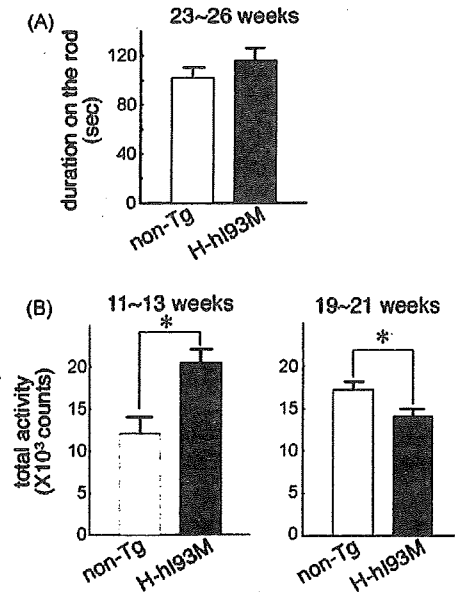 (A) 23~26 weeks
duration on the rod
(sec)
120
80
40
0
non-Tg
H-hI93M
(B) 11~13 weeks
*
total activity
(X10³ counts)
20
15
10
5
0
non-Tg
H-hI93M
19~21 weeks
*
20
15
10
5
0
non-Tg
H-hI93M